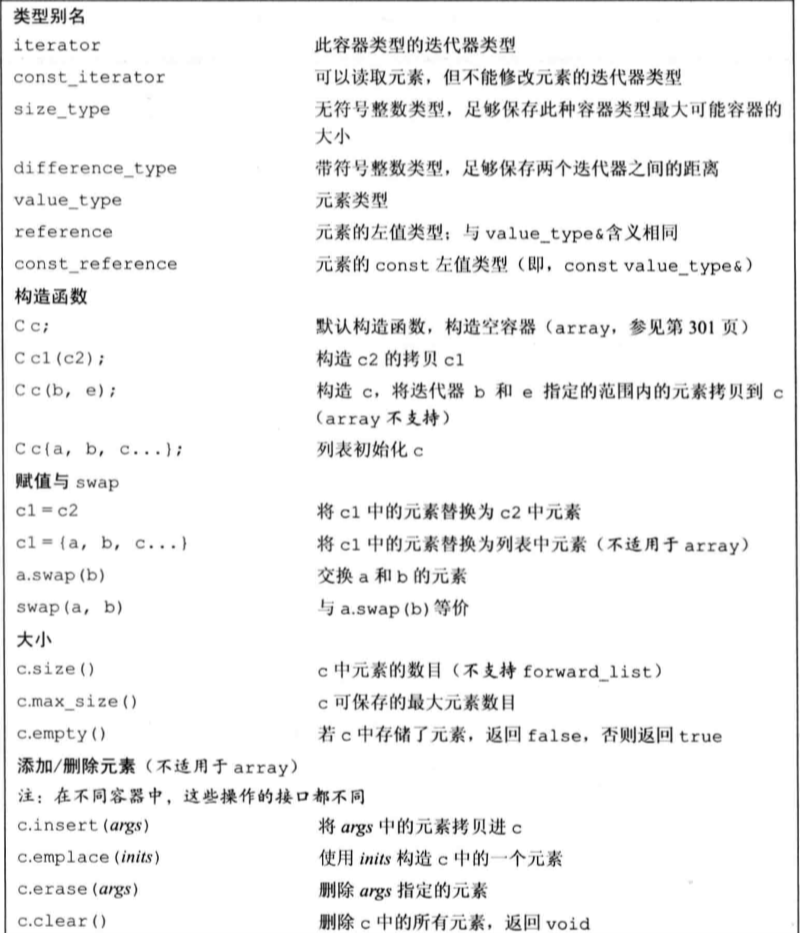 类型别名
iterator 此容器类型的迭代器类型
const_iterator 可以读取元素，但不能修改元素的迭代器类型
size_type 无符号整数类型，足够保存此种容器类型最大可能容器的
大小
difference_type 带符号整数类型，足够保存两个迭代器之间的距离
value_type 元素类型
reference 元素的左值类型；与 value_type&含义相同
const_reference 元素的 const 左值类型（即，const value_type&）
构造函数
C c; 默认构造函数，构造空容器（array，参见第 301 页）
C c1(c2); 构造 c2 的拷贝 c1
C c(b, e); 构造 c，将迭代器 b 和 e 指定的范围内的元素拷贝到 c
（array 不支持）
C c{a, b, c...}; 列表初始化 c
赋值与 swap
c1 = c2 将 c1 中的元素替换为 c2 中元素
c1 = {a, b, c...} 将 c1 中的元素替换为列表中元素（不适用于 array）
a.swap(b) 交换 a 和 b 的元素
swap(a, b) 与 a.swap(b)等价
大小
c.size() c 中元素的数目（不支持 forward_list）
c.max_size() c 可保存的最大元素数目
c.empty() 若 c 中存储了元素，返回 false，否则返回 true
添加/删除元素（不适用于 array）
注：在不同容器中，这些操作的接口都不同
c.insert(args) 将 args 中的元素拷贝进 c
c.emplace(inits) 使用 inits 构造 c 中的一个元素
c.erase(args) 删除 args 指定的元素
c.clear() 删除 c 中的所有元素，返回 void